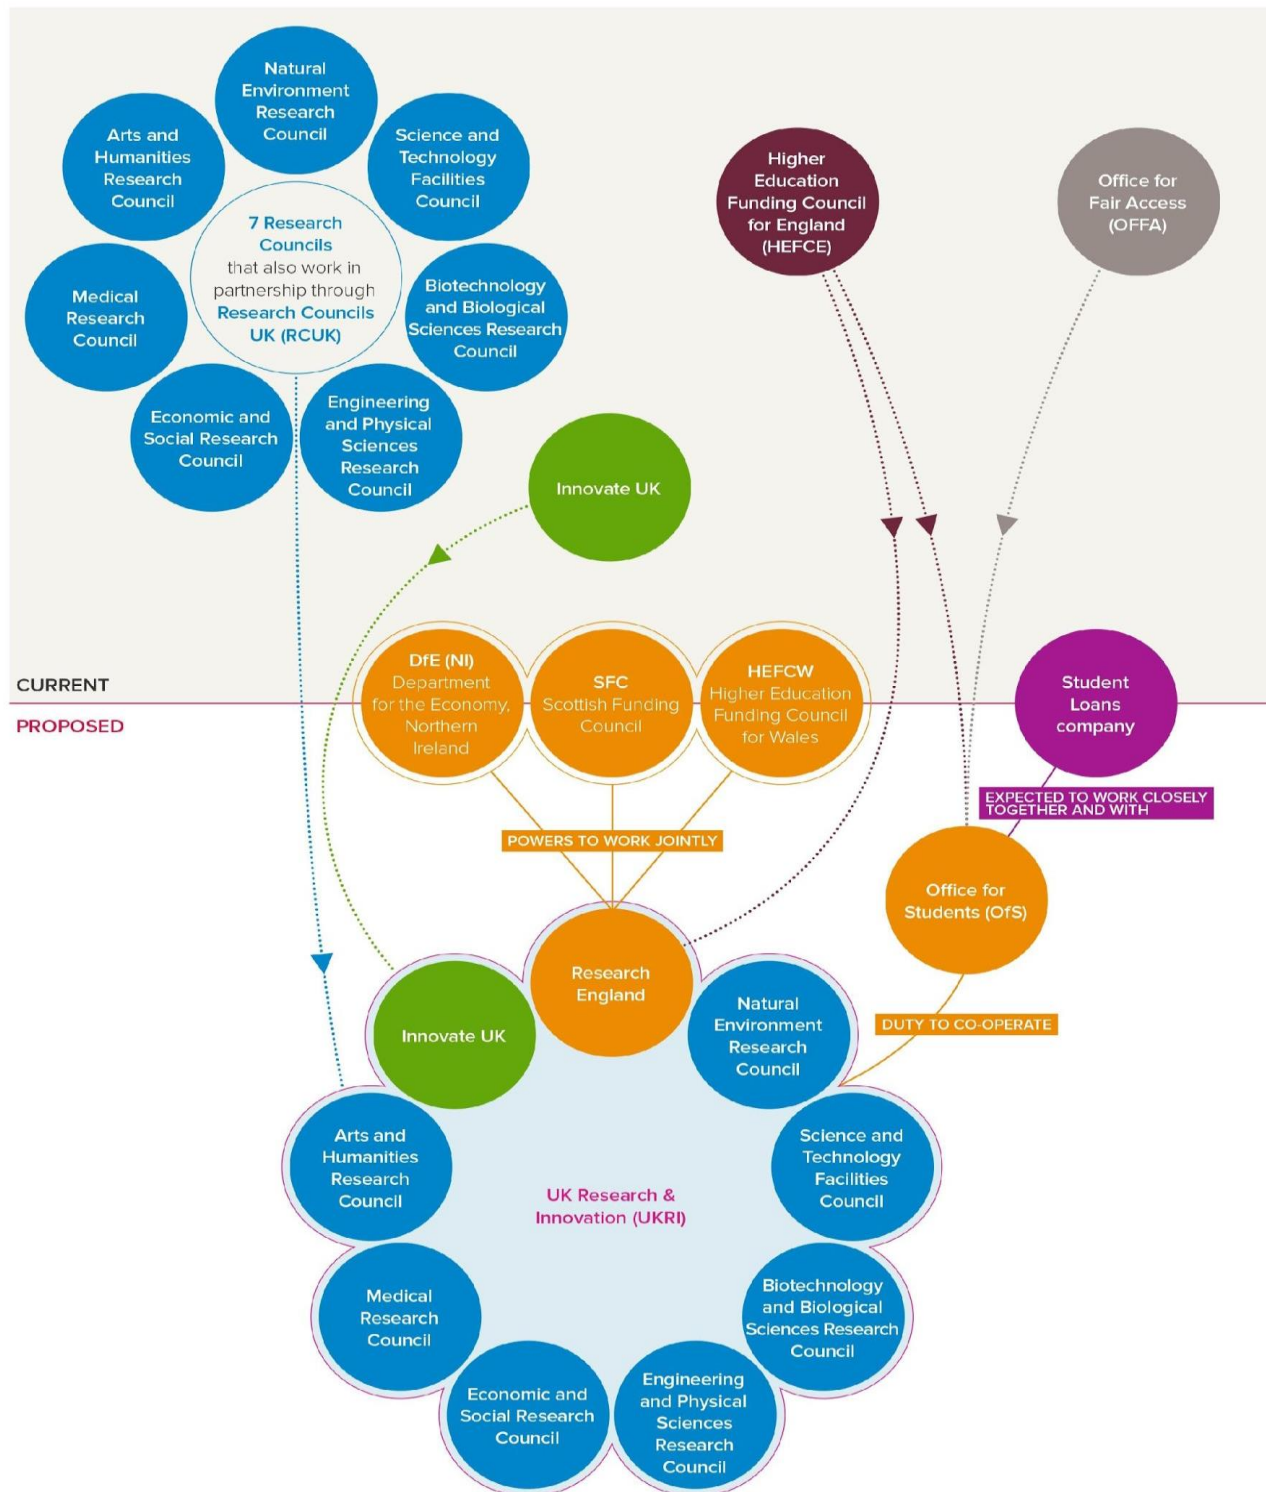 Natural
Environment
Research
Council
Arts and
Humanities
Research
Council
Science and
Technology
Facilities
Council
7 Research
Councils
that also work in
partnership through
Research Councils
UK (RCUK)
Medical
Research
Council
Biotechnology
and Biological
Sciences Research
Council
Economic and
Social Research
Council
Engineering
and Physical
Sciences
Research
Council
Higher
Education
Funding Council
for England
(HEFCE)
Office for
Fair Access
(OFFA)
Innovate UK
DfE (NI)
Department
for the Economy,
Northern
Ireland
SFC
Scottish Funding
Council
HEFCW
Higher Education
Funding Council
for Wales
Student
Loans
company
CURRENT
PROPOSED
EXPECTED TO WORK CLOSELY
TOGETHER AND WITH
POWERS TO WORK JOINTLY
Office for
Students (OfS)
DUTY TO CO-OPERATE
Research
England
Innovate UK
Natural
Environment
Research
Council
Arts and
Humanities
Research
Council
Science and
Technology
Facilities
Council
UK Research &
Innovation (UKRI)
Medical
Research
Council
Biotechnology
and Biological
Sciences Research
Council
Economic and
Social Research
Council
Engineering
and Physical
Sciences
Research
Council